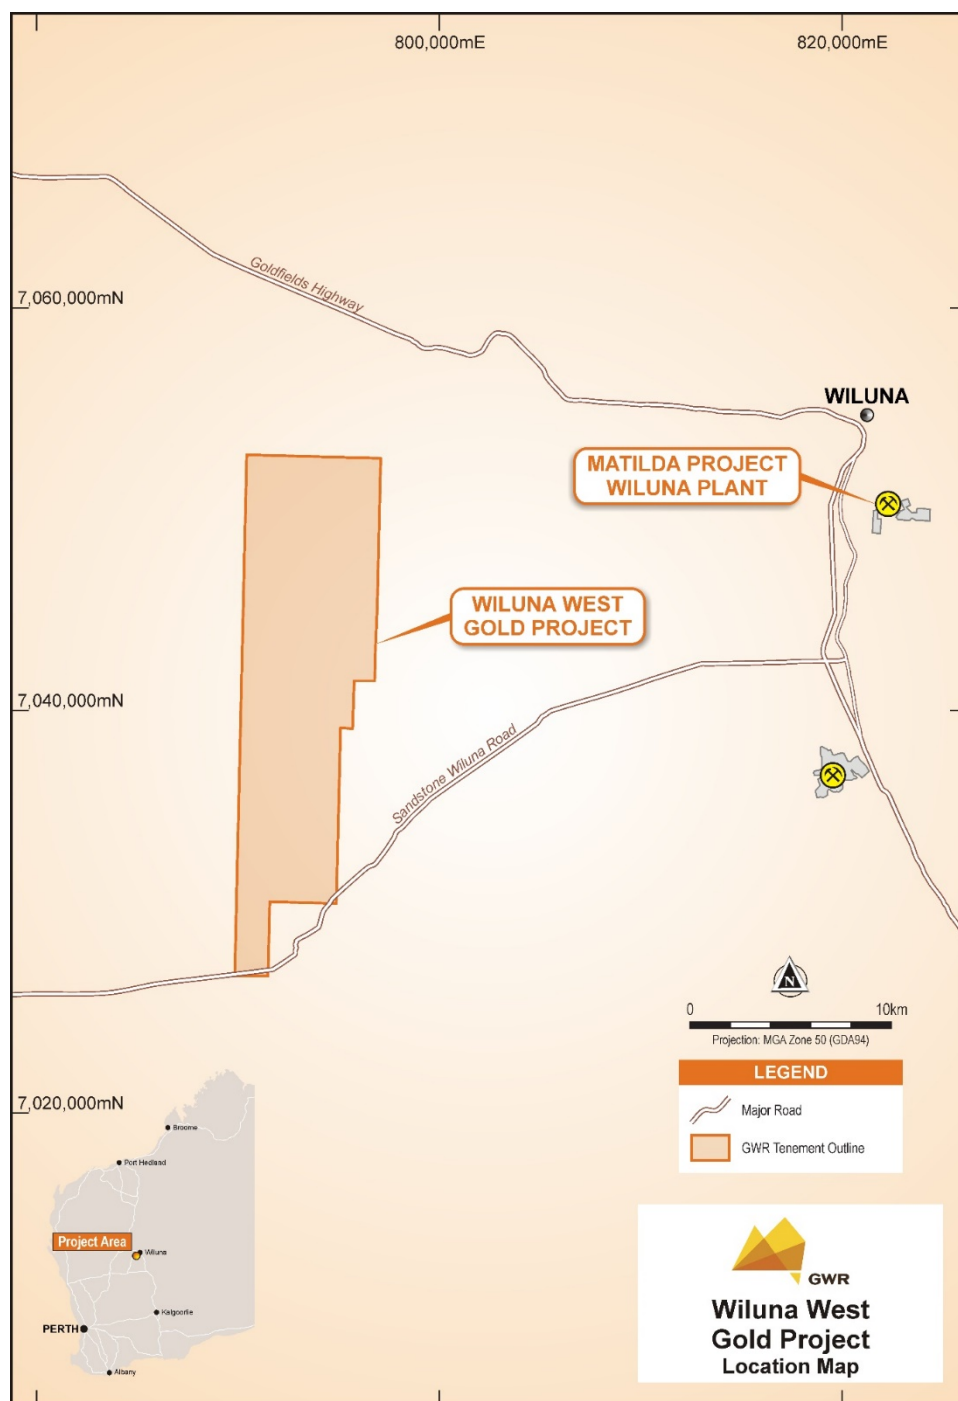 800,000mE
820,000mE
Goldfields Highway
7,060,000mN
WILUNA
MATILDA PROJECT
WILUNA PLANT
WILUNA WEST
GOLD PROJECT
7,040,000mN
Sandstone Wiluna Road
N
0
10km
Projection: MGA Zone 50 (GDA94)
LEGEND
Major Road
GWR Tenement Outline
7,020,000mN
Broome
Port Hedland
Project Area
Wiluna
Kalgoorlie
PERTH
Albany
GWR
Wiluna West
Gold Project
Location Map